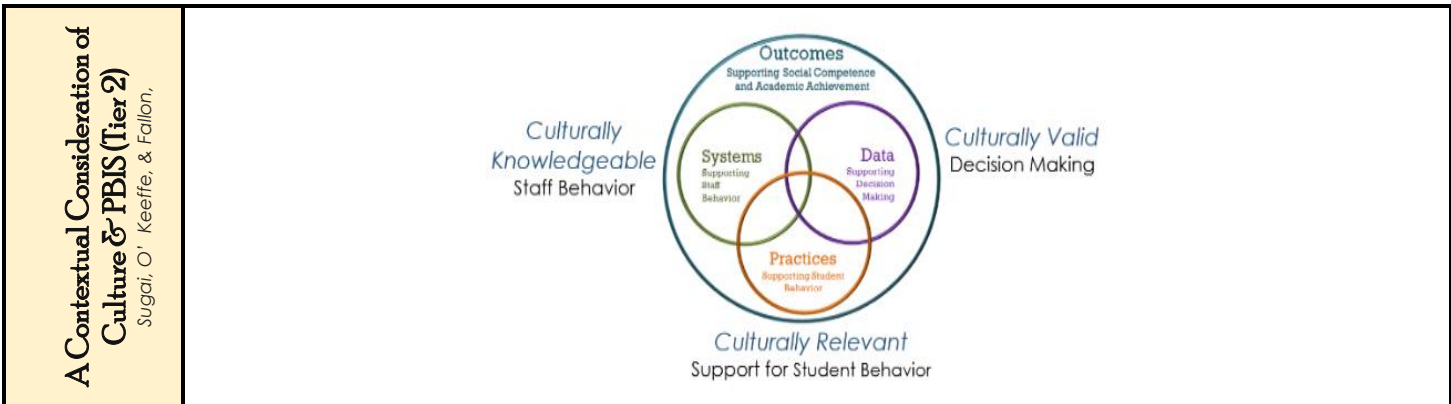 A Contextual Consideration of
Culture & PBIS (Tier 2)
Sugai, O' Keeffe, & Fallon,
Outcomes
Supporting Social Competence
and Academic Achievement
Culturally
Knowledgeable
Staff Behavior
Systems
Supporting
Staff
Behavior
Data
Supporting
Decision
Making
Culturally Valid
Decision Making
Practices
Supporting Student
Behavior
Culturally Relevant
Support for Student Behavior